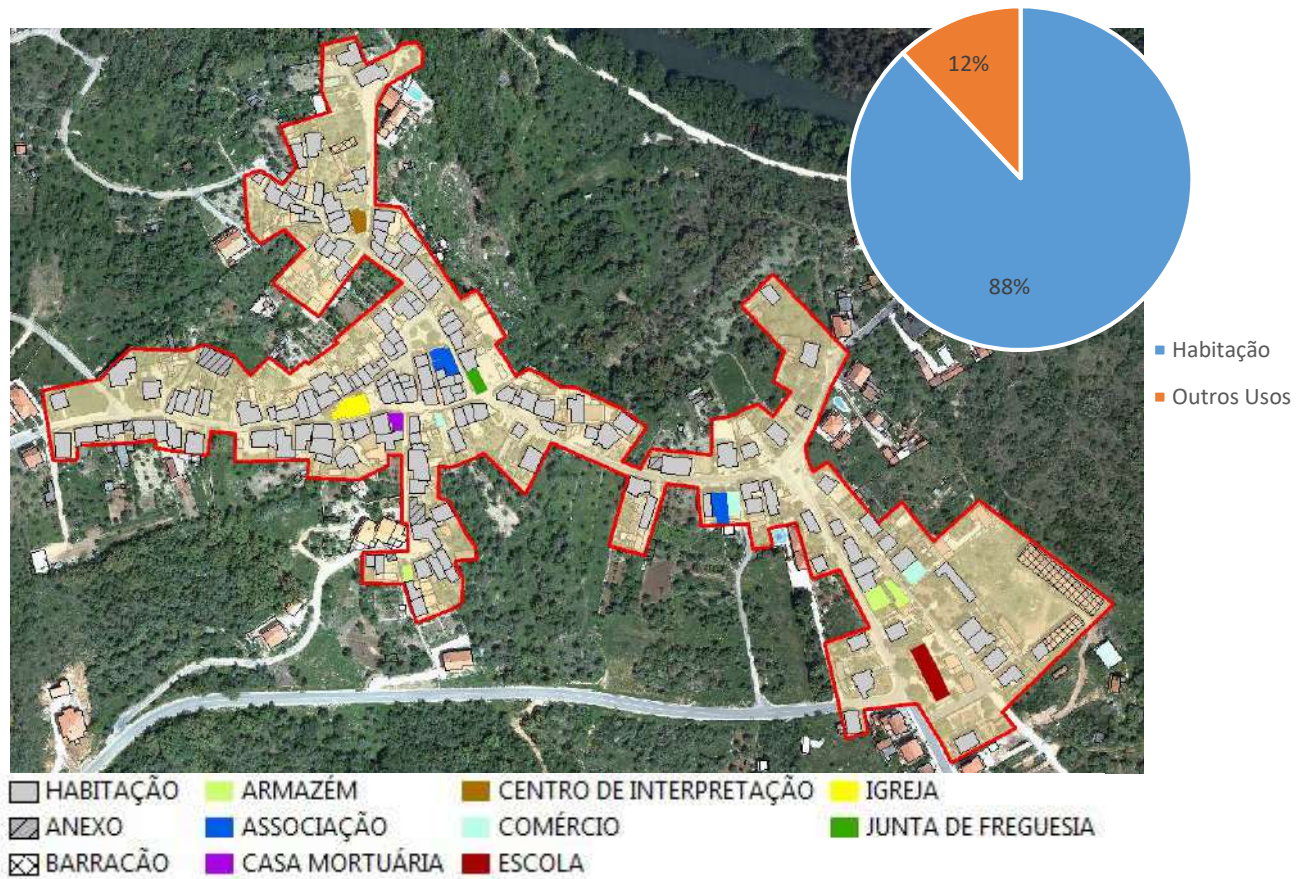 12%
88%
Habitação
Outros Usos
HABITAÇÃO ARMAZÉM CENTRO DE INTERPRETAÇÃO IGREJA
ANEXO ASSOCIAÇÃO COMÉRCIO JUNTA DE FREGUESIA
BARRACÃO CASA MORTUÁRIA ESCOLA